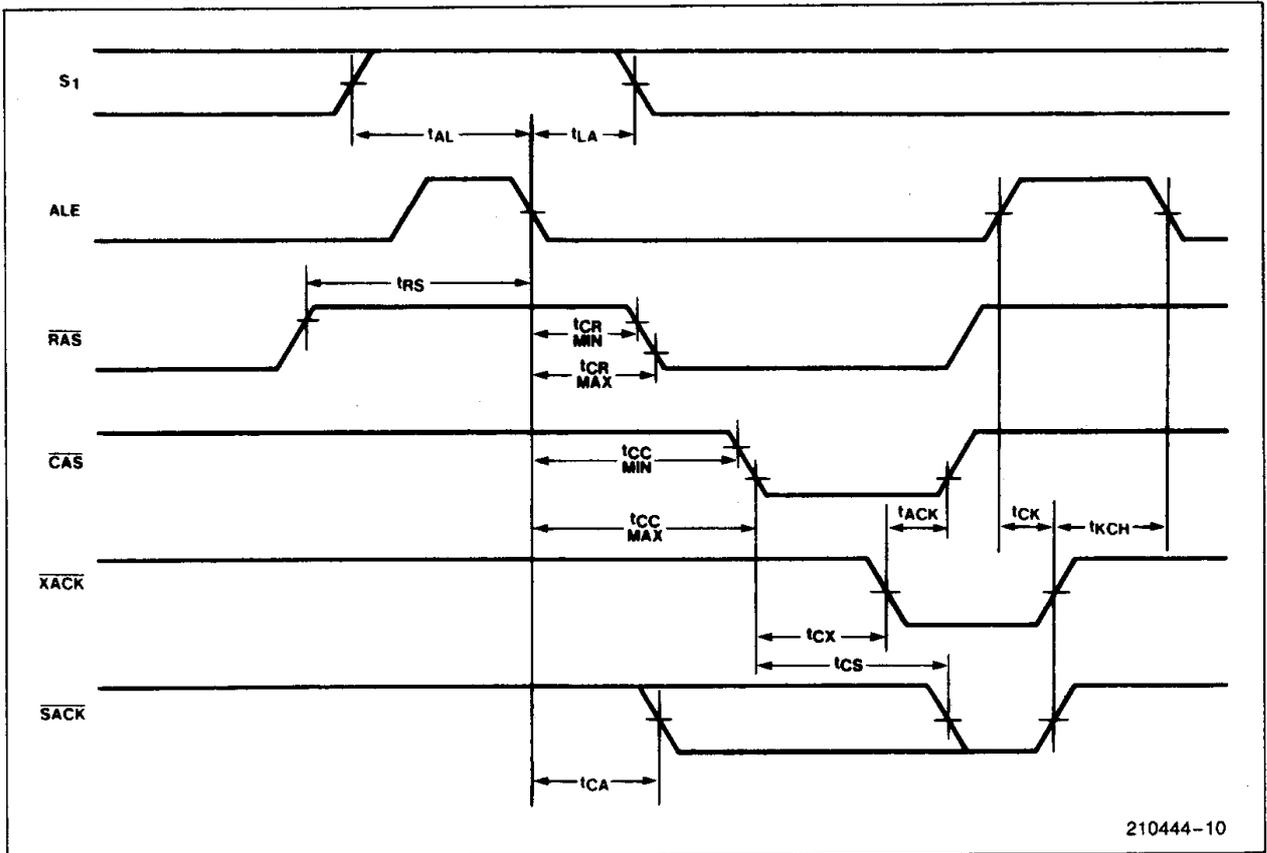 S1
tAL
tLA
ALE
tRS
RAS
tCR
MIN
tCR
MAX
CAS
tCC
MIN
tCC
MAX
tACK
tCK
tKCH
XACK
tCX
tCS
SACK
tCA
210444-10